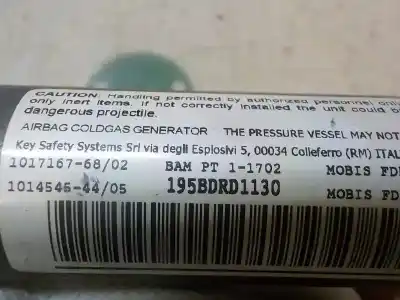 CAUTION: Handling permitted by authorized personnel only
only inert items. If not correctly installed the unit could b
dangerous projectile.
AIRBAG COLDGAS GENERATOR THE PRESSURE VESSEL MAY NOT
Key Safety Systems Srl via degli Esplosivi 5, 00034 Colleferro (RM) ITAL
1017167-68/02 BAM PT 1-1702 MOBIS FD
1014546-44/05 195BDRD1130 MOBIS FD